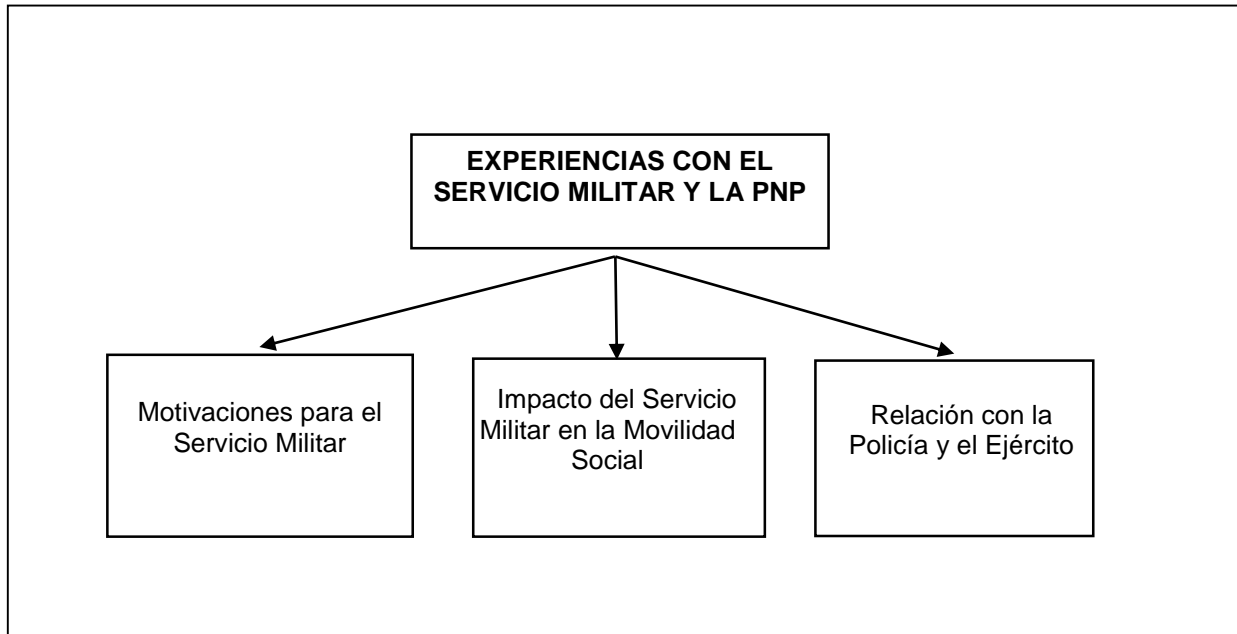 EXPERIENCIAS CON EL
SERVICIO MILITAR Y LA PNP
Motivaciones para el
Servicio Militar
Impacto del Servicio
Militar en la Movilidad
Social
Relación con la
Policía y el Ejército